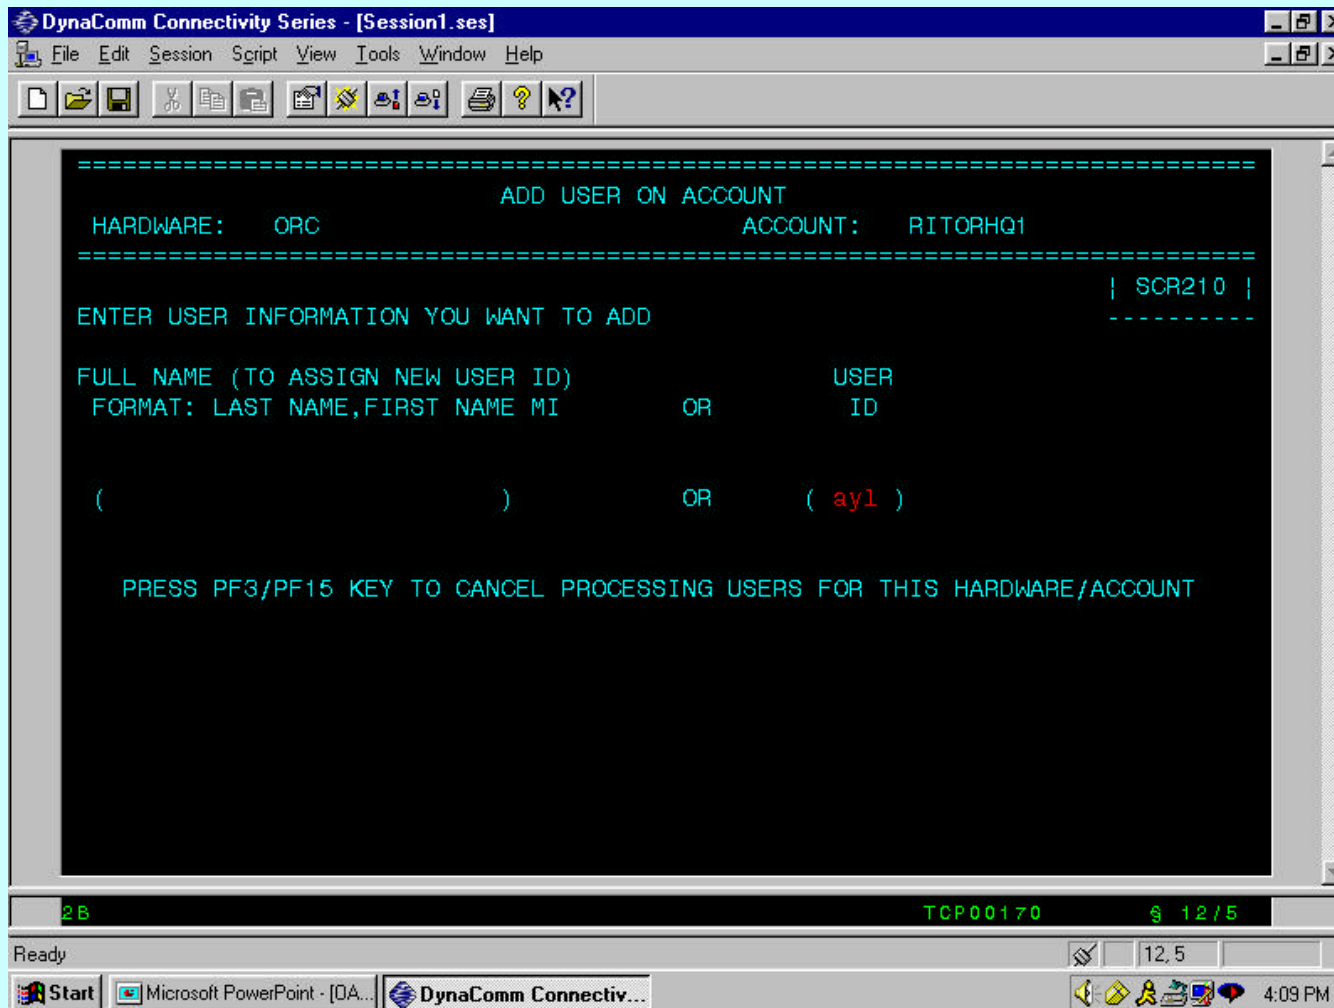 DynaComm Connectivity Series - [Session1.ses]
File Edit Session Script View Tools Window Help
================================================================================
ADD USER ON ACCOUNT
HARDWARE: ORC ACCOUNT: RITORHQ1
================================================================================
| SCR210 |
ENTER USER INFORMATION YOU WANT TO ADD ----------
FULL NAME (TO ASSIGN NEW USER ID) USER
FORMAT: LAST NAME,FIRST NAME MI OR ID
( ) OR ( ayl )
PRESS PF3/PF15 KEY TO CANCEL PROCESSING USERS FOR THIS HARDWARE/ACCOUNT
2B TCP00170 § 12/5
Ready 12,5
Start Microsoft PowerPoint - [OA... DynaComm Connectiv... 4:09 PM